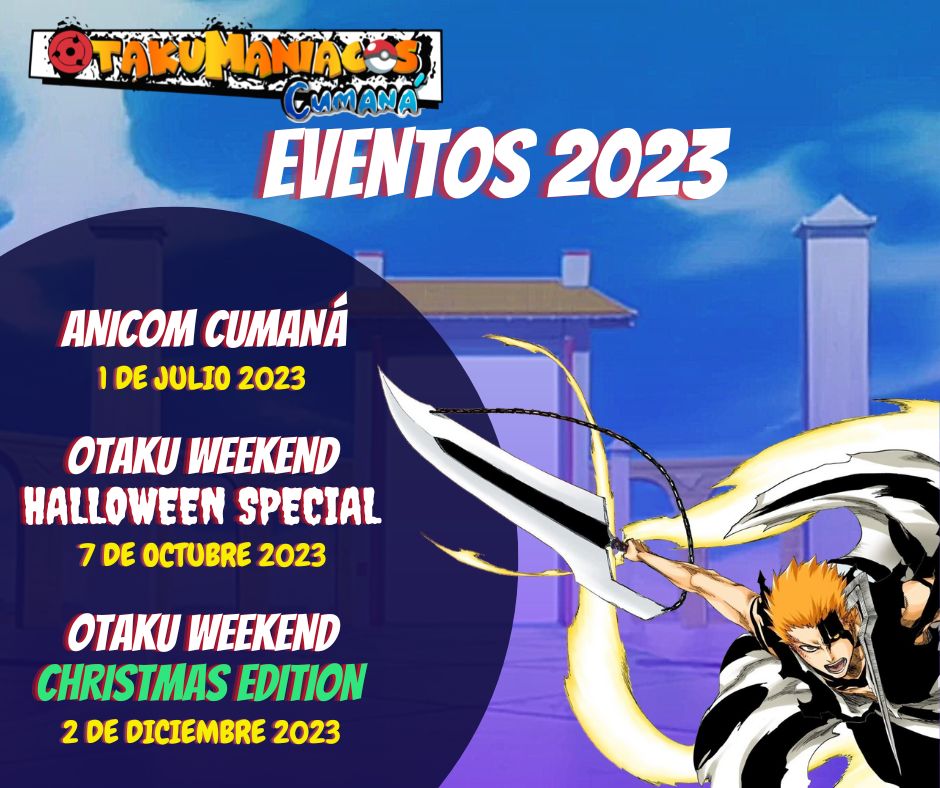 OTAKUMANIACOS
CUMANÁ
EVENTOS 2023
ANICOM CUMANÁ
1 DE JULIO 2023
OTAKU WEEKEND
HALLOWEEN SPECIAL
7 DE OCTUBRE 2023
OTAKU WEEKEND
CHRISTMAS EDITION
2 DE DICIEMBRE 2023